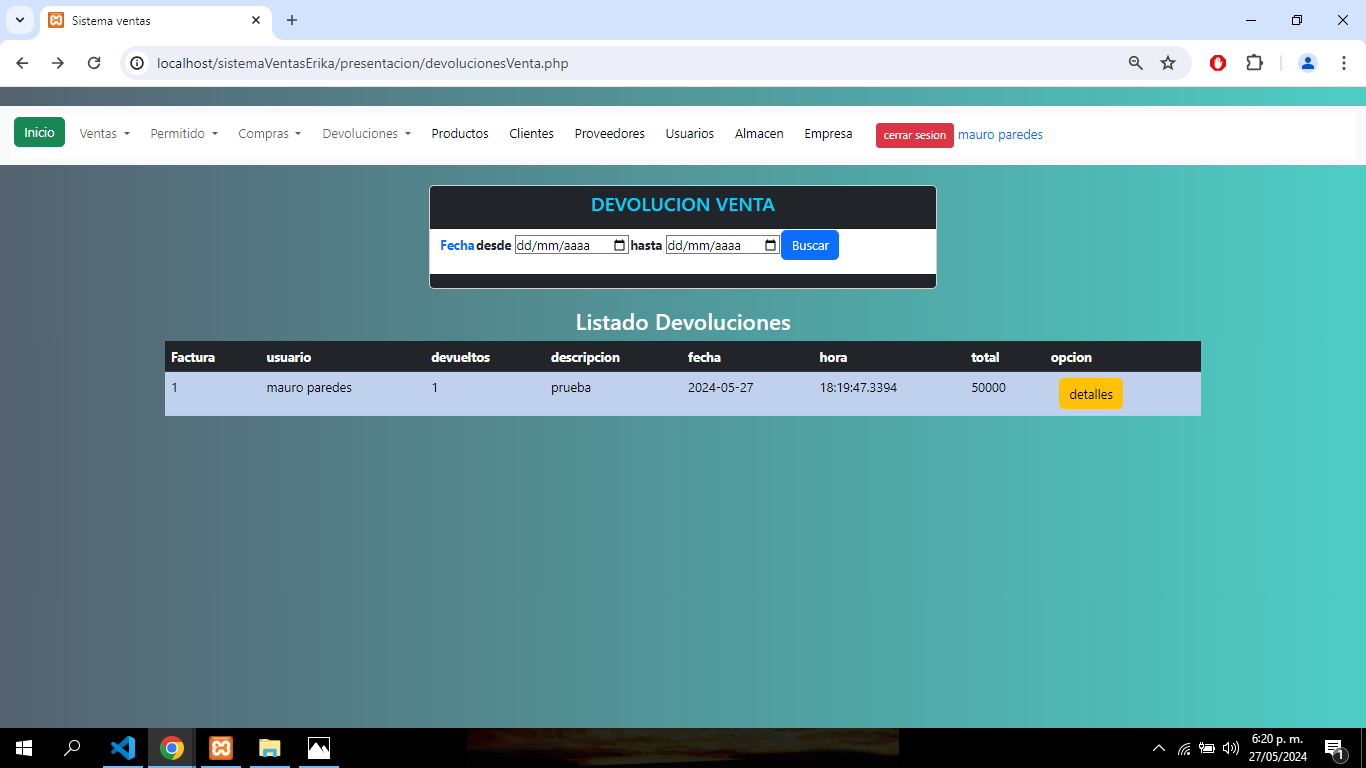 Sistema ventas
localhost/sistemaVentasErika/presentacion/devolucionesVenta.php
Inicio Ventas Permitido Compras Devoluciones Productos Clientes Proveedores Usuarios Almacen Empresa cerrar sesion mauro paredes
DEVOLUCION VENTA
Fecha desde dd/mm/aaaa hasta dd/mm/aaaa Buscar
Listado Devoluciones
Factura usuario devueltos descripcion fecha hora total opcion
1 mauro paredes 1 prueba 2024-05-27 18:19:47.3394 50000 detalles
6:20 p. m.
27/05/2024
1